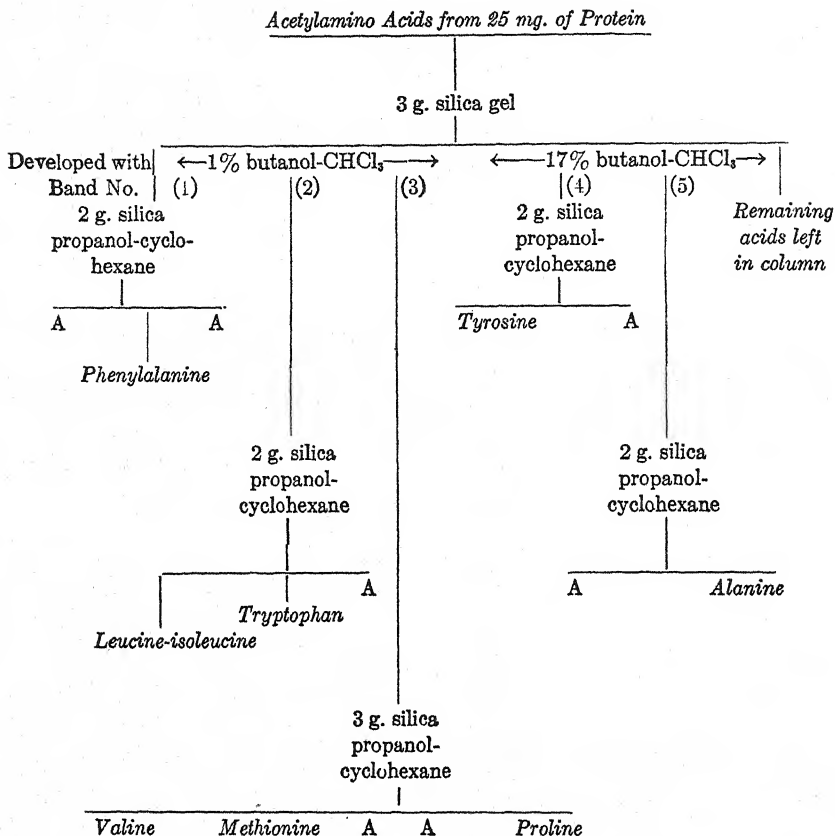 Acetylamino Acids from 25 mg. of Protein
3 g. silica gel
Developed with ←1% butanol-CHCl₃→ ←17% butanol-CHCl₃→
Band No. (1) (2) (3) (4) (5)
2 g. silica
propanol-cyclo-
hexane
2 g. silica
propanol-
cyclohexane
Remaining
acids left
in column
A A
Phenylalanine
Tyrosine A
2 g. silica
propanol-
cyclohexane
2 g. silica
propanol-
cyclohexane
A
Tryptophan
Leucine-isoleucine
A Alanine
3 g. silica
propanol-
cyclohexane
Valine Methionine A A Proline